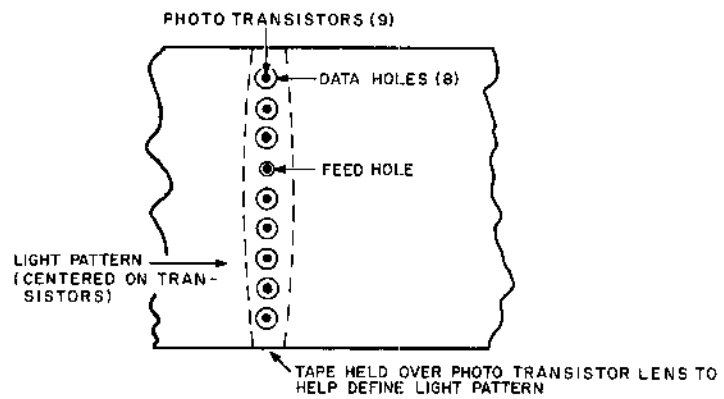 PHOTO TRANSISTORS (9)
DATA HOLES (8)
FEED HOLE
LIGHT PATTERN
(CENTERED ON TRAN-
SISTORS)
TAPE HELD OVER PHOTO TRANSISTOR LENS TO
HELP DEFINE LIGHT PATTERN